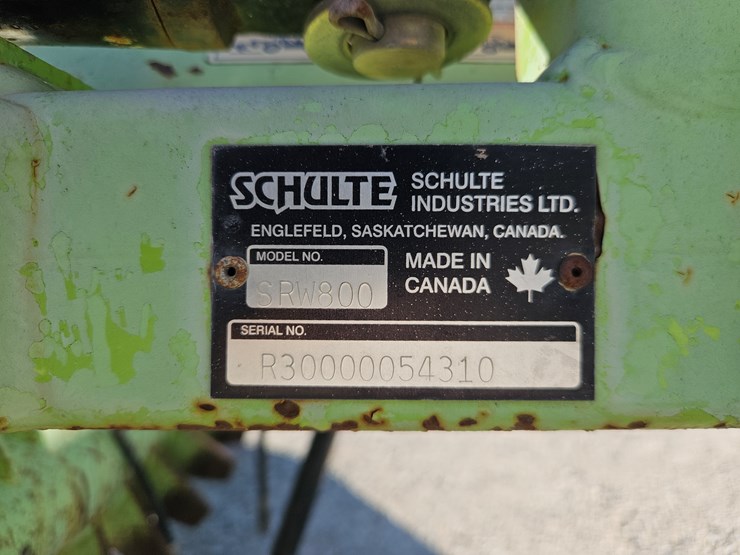 SCHULTE
SCHULTE
INDUSTRIES LTD.
ENGLEFELD, SASKATCHEWAN, CANADA.
MODEL NO.
SRW800
MADE IN
CANADA
SERIAL NO.
R30000054310